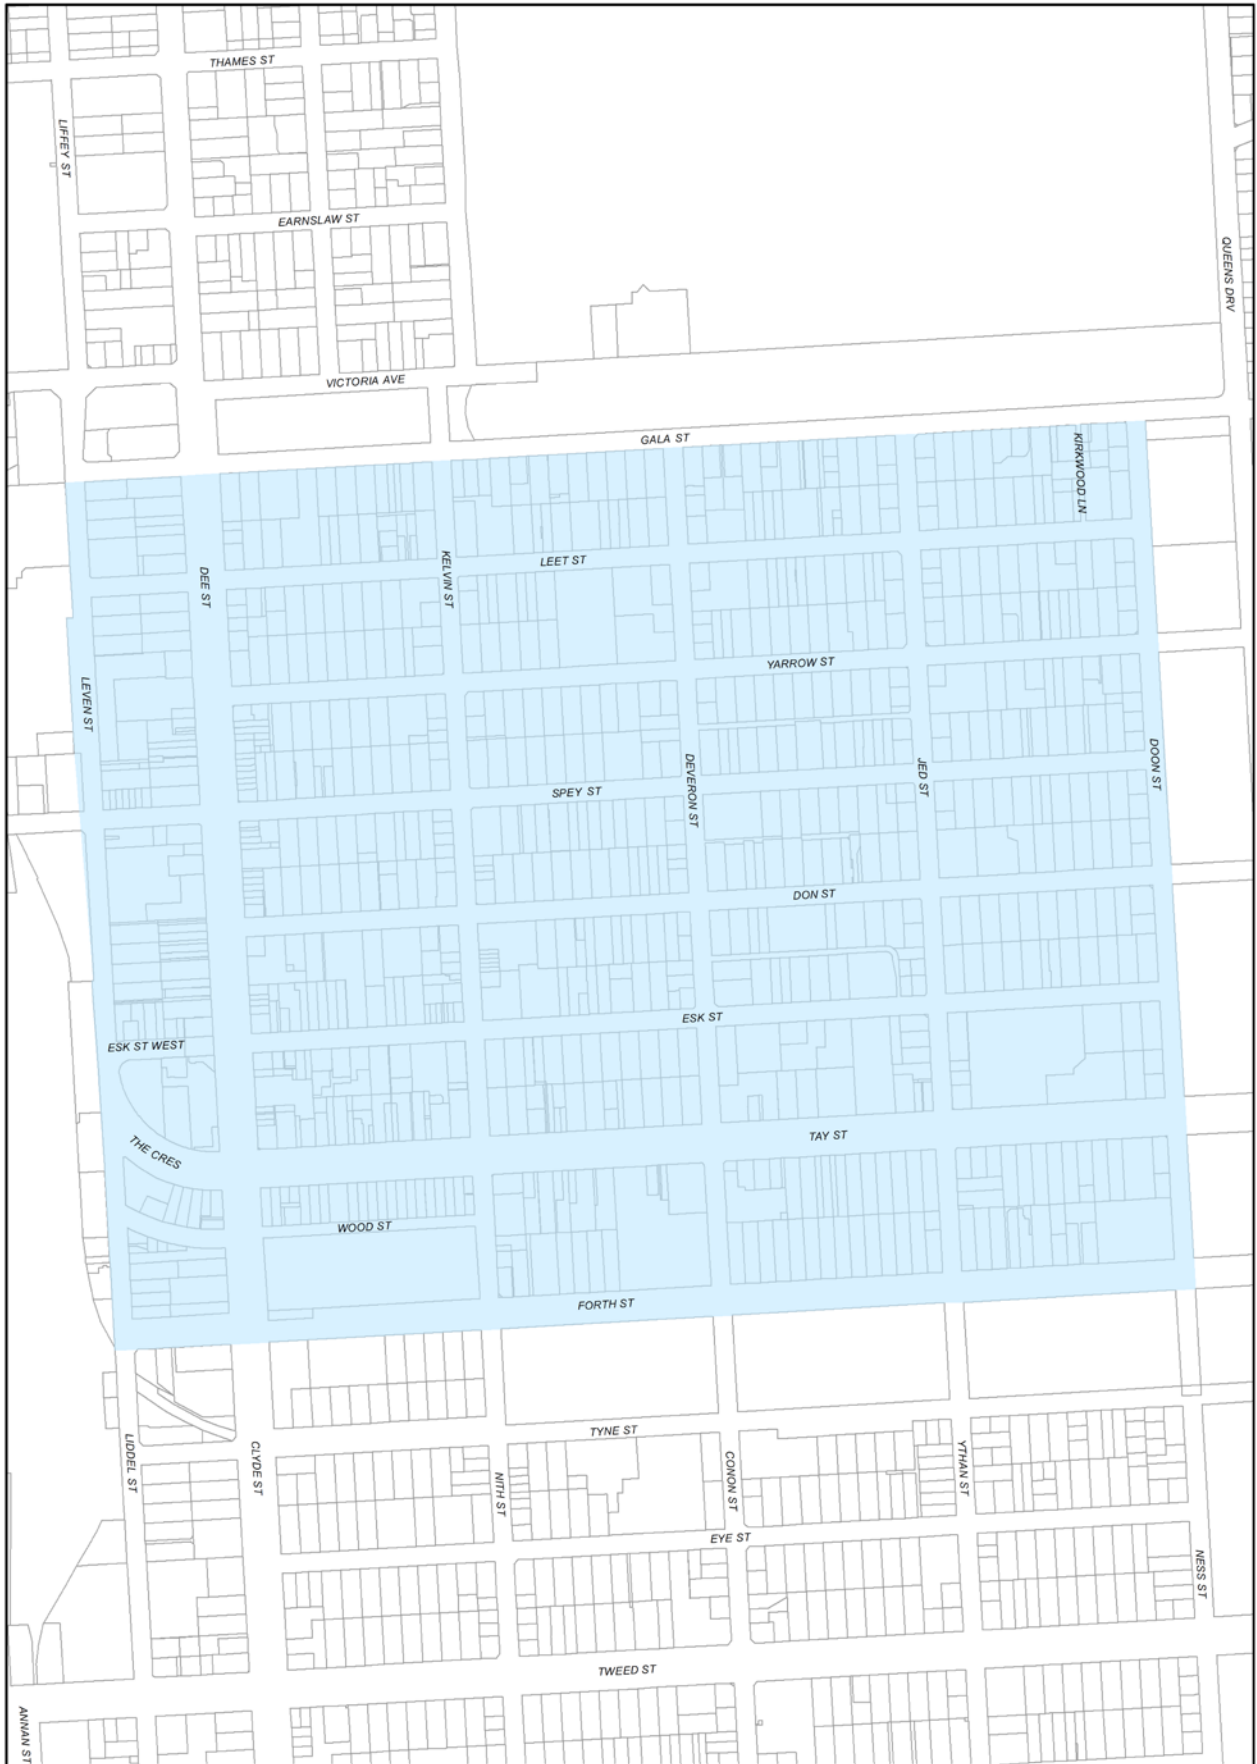 THAMES ST
LIFFEY ST
EARNSLAW ST
QUEENS DRV
VICTORIA AVE
GALA ST
KIRKWOOD LN
LEET ST
KELVIN ST
DEE ST
YARROW ST
LEVEN ST
DEVERON ST
JED ST
DOON ST
SPEY ST
DON ST
ESK ST
ESK ST WEST
TAY ST
THE CRES
WOOD ST
FORTH ST
TYNE ST
LIDDEL ST
CLYDE ST
NITH ST
CONON ST
YTHAN ST
EYE ST
NESS ST
TWEED ST
ANNAN ST